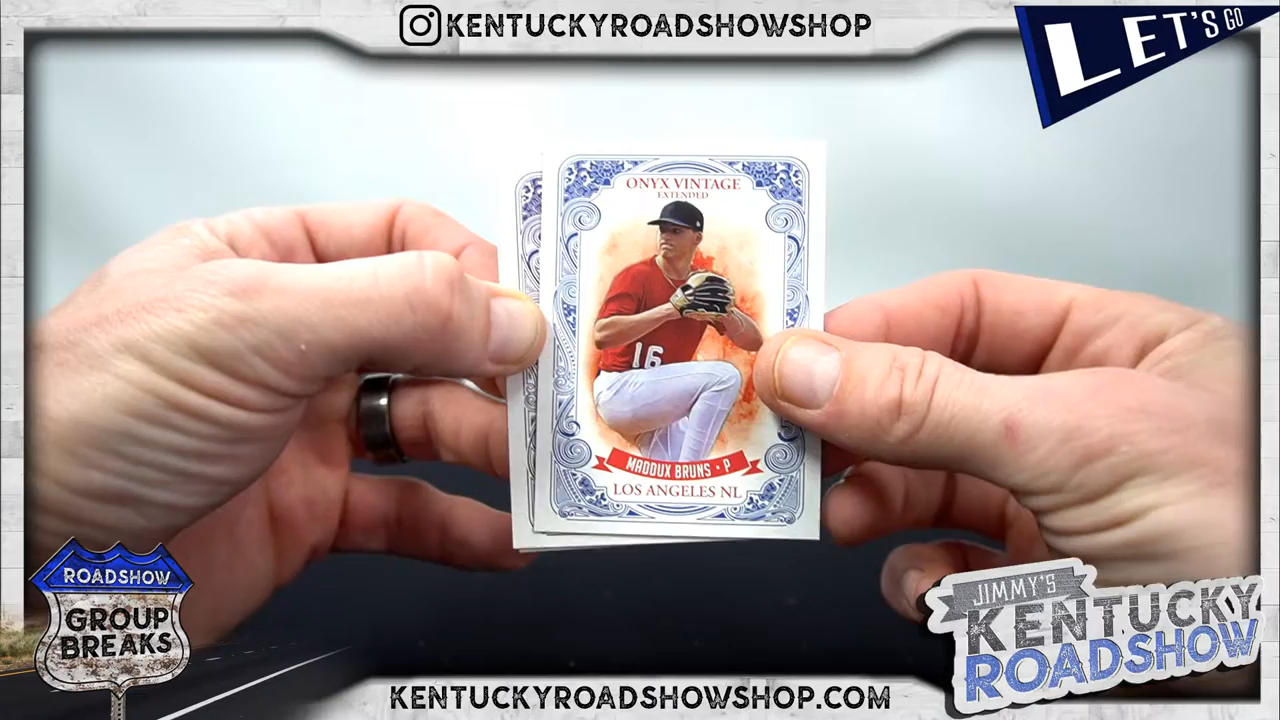 KENTUCKYROADSHOWSHOP
LET'S GO
ONYX VINTAGE
EXTENDED
16
MADDUX BRUNS • P
LOS ANGELES NL
ROADSHOW
GROUP
BREAKS
JIMMY'S
KENTUCKY
ROADSHOW
KENTUCKYROADSHOWSHOP.COM